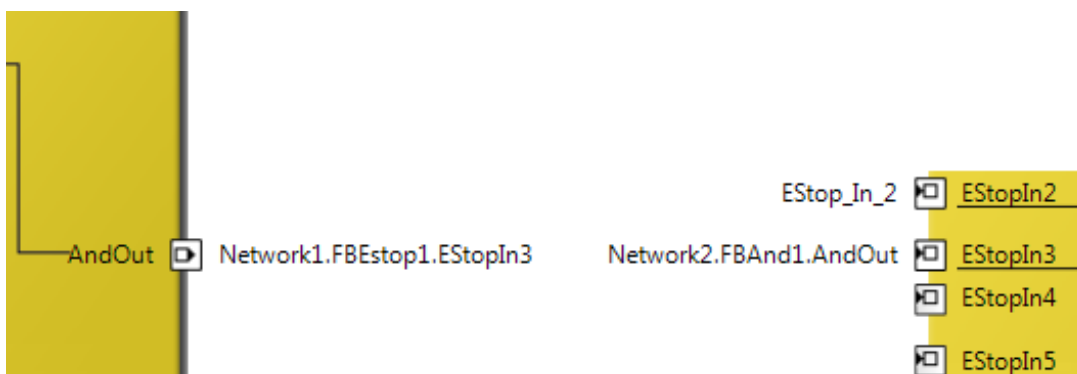 EStop_In_2 EStopIn2
AndOut Network1.FBEstop1.EStopIn3 Network2.FBAnd1.AndOut EStopIn3
EStopIn4
EStopIn5